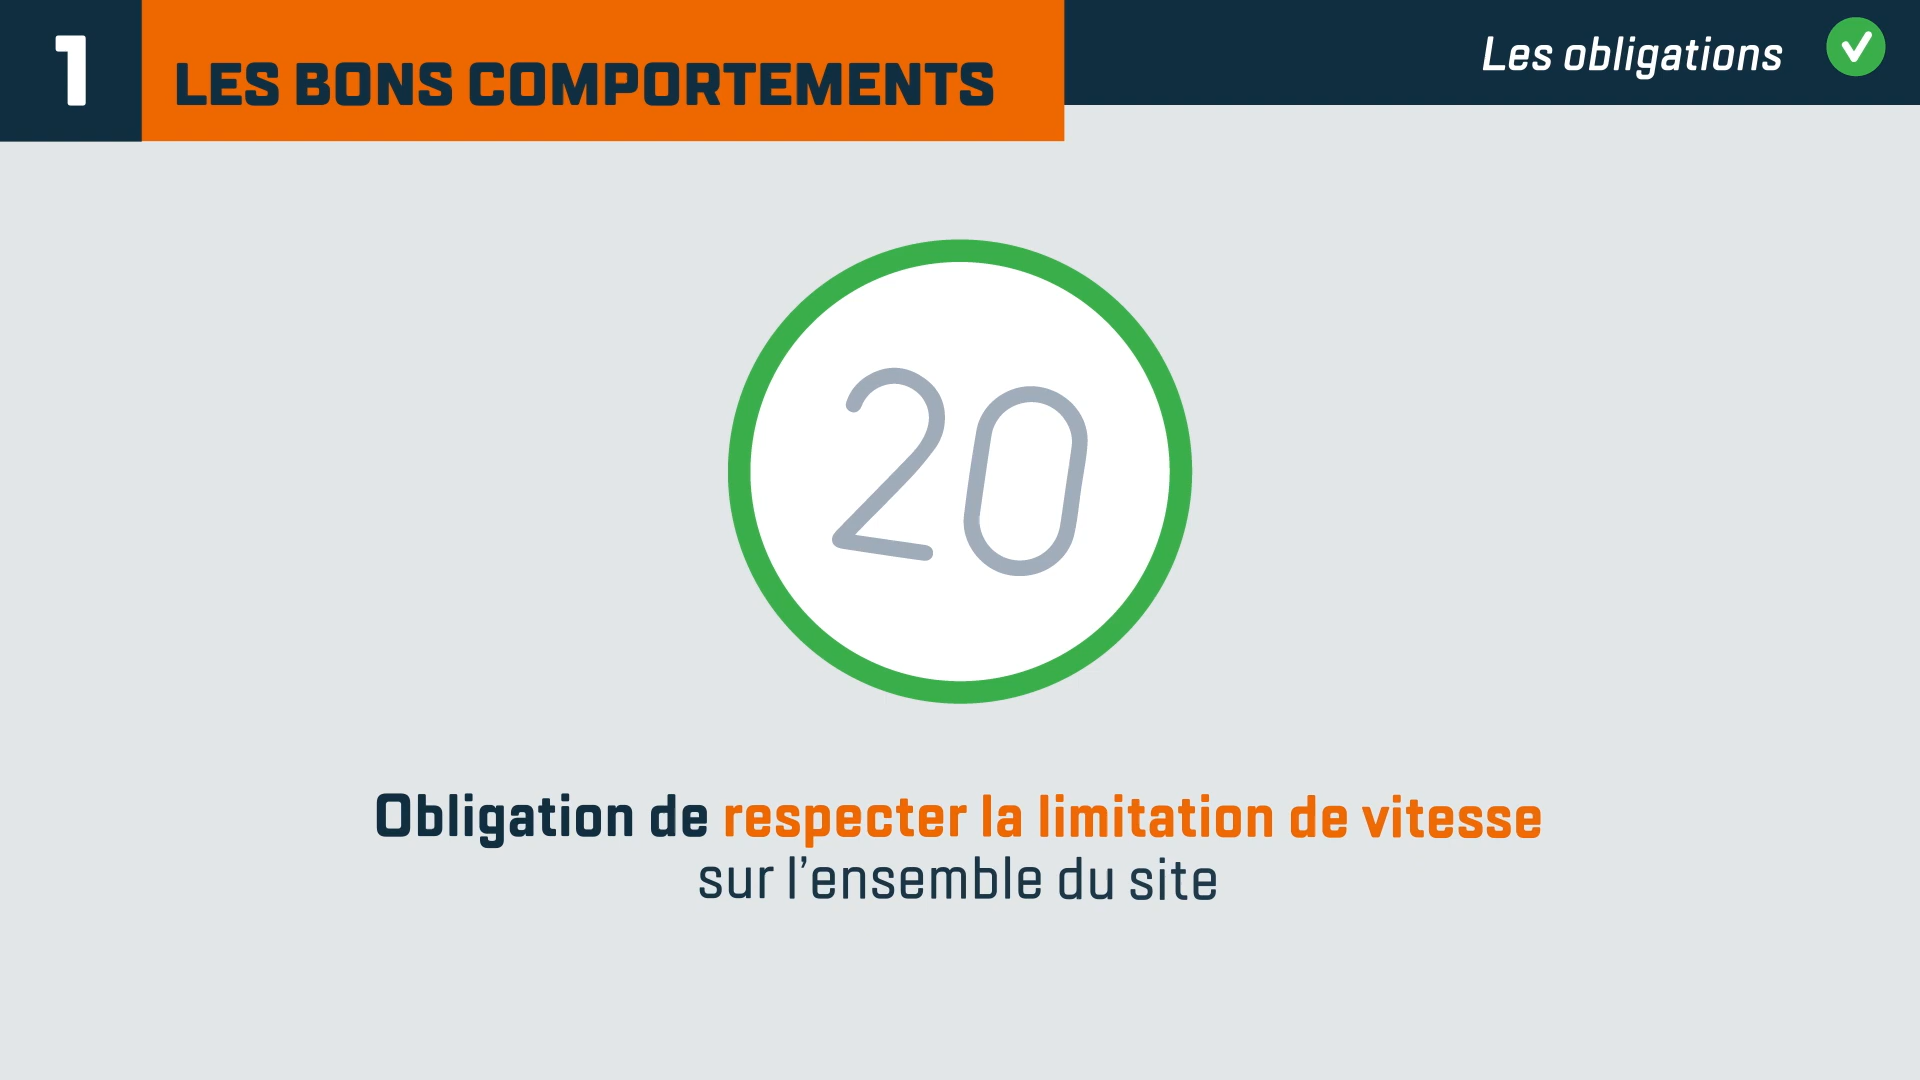 1
LES BONS COMPORTEMENTS
Les obligations
20
Obligation de respecter la limitation de vitesse
sur l’ensemble du site